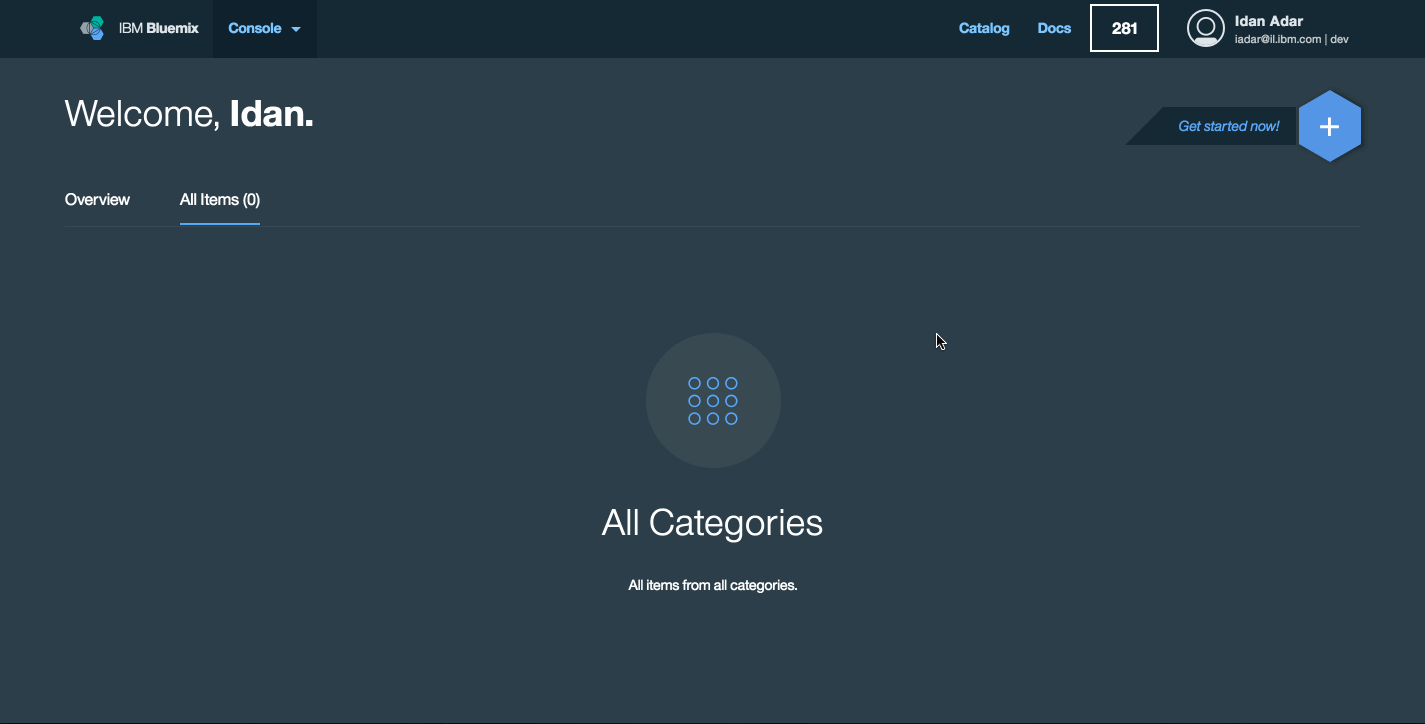 IBM Bluemix Console Catalog Docs 281 Idan Adar
iadar@il.ibm.com | dev
Welcome, Idan.
Get started now! +
Overview All Items (0)
All Categories
All items from all categories.